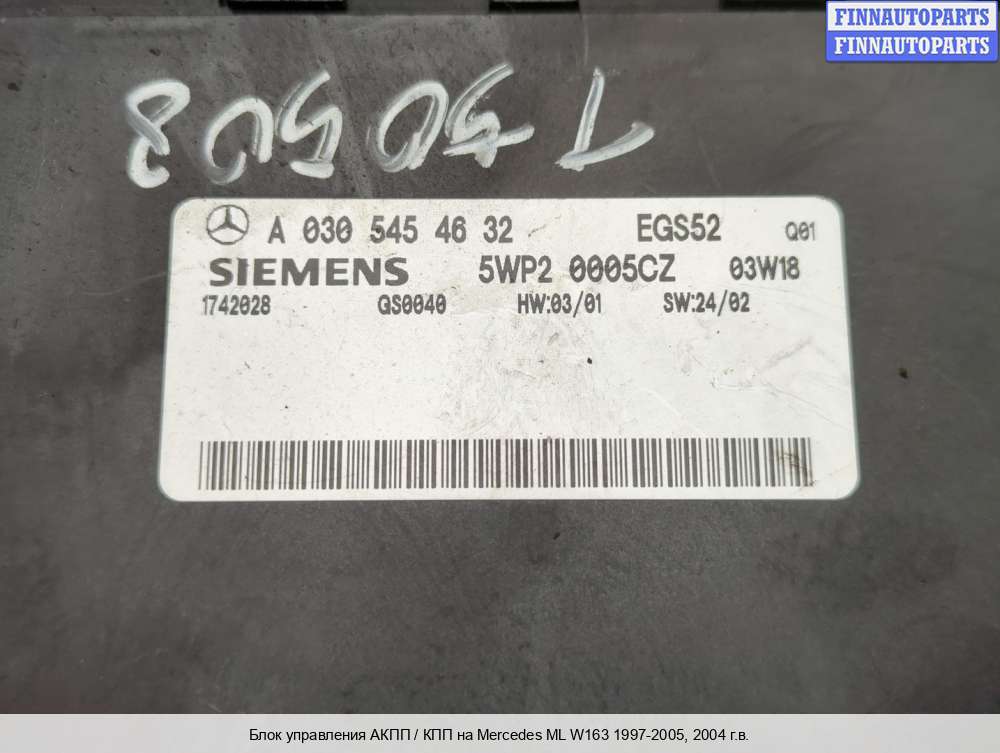 FINNAUTOPARTS
FINNAUTOPARTS
A 030 545 46 32 EGS52 Q01
SIEMENS 5WP2 0005CZ 03W18
1742028 QS0040 HW:03/01 SW:24/02
Блок управления АКПП / КПП на Mercedes ML W163 1997-2005, 2004 г.в.